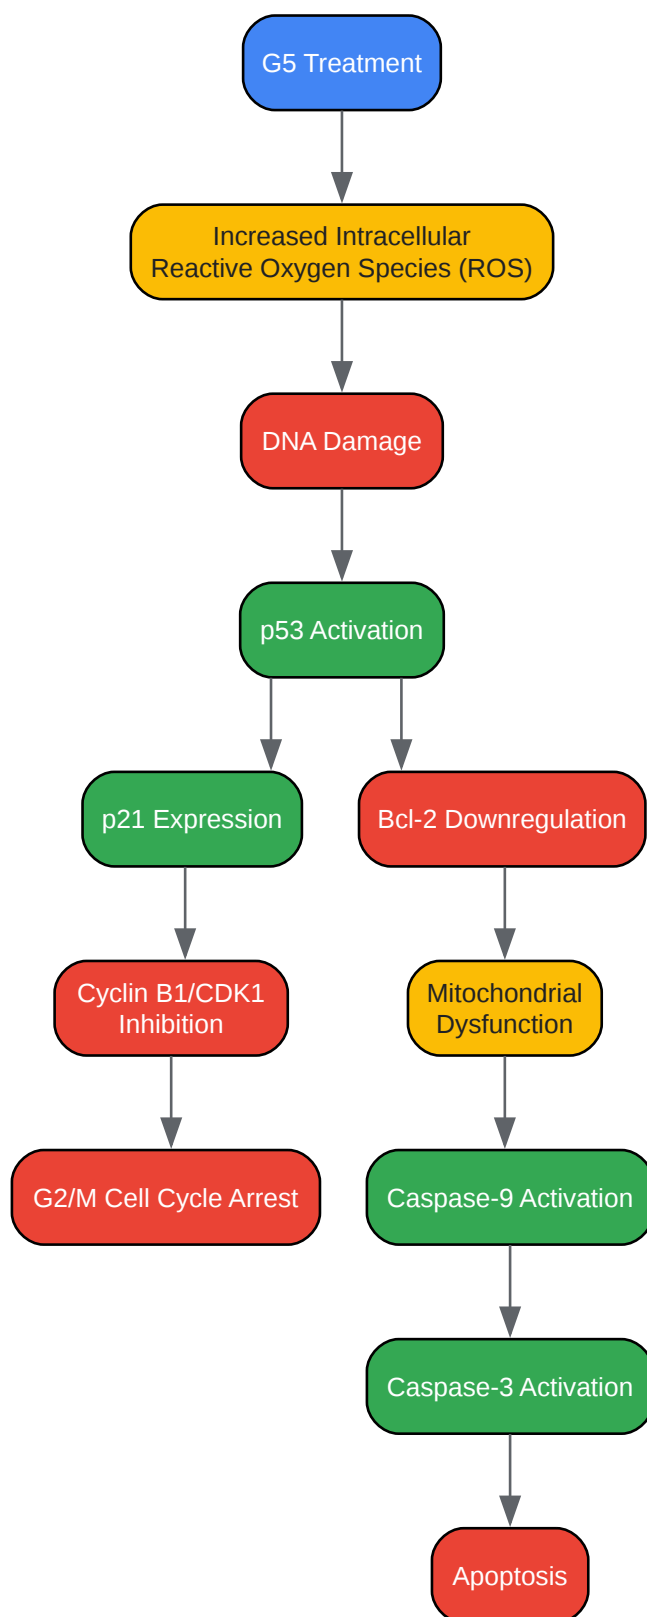 G5 Treatment
Increased Intracellular
Reactive Oxygen Species (ROS)
DNA Damage
p53 Activation
p21 Expression
Bcl-2 Downregulation
Cyclin B1/CDK1
Inhibition
Mitochondrial
Dysfunction
G2/M Cell Cycle Arrest
Caspase-9 Activation
Caspase-3 Activation
Apoptosis